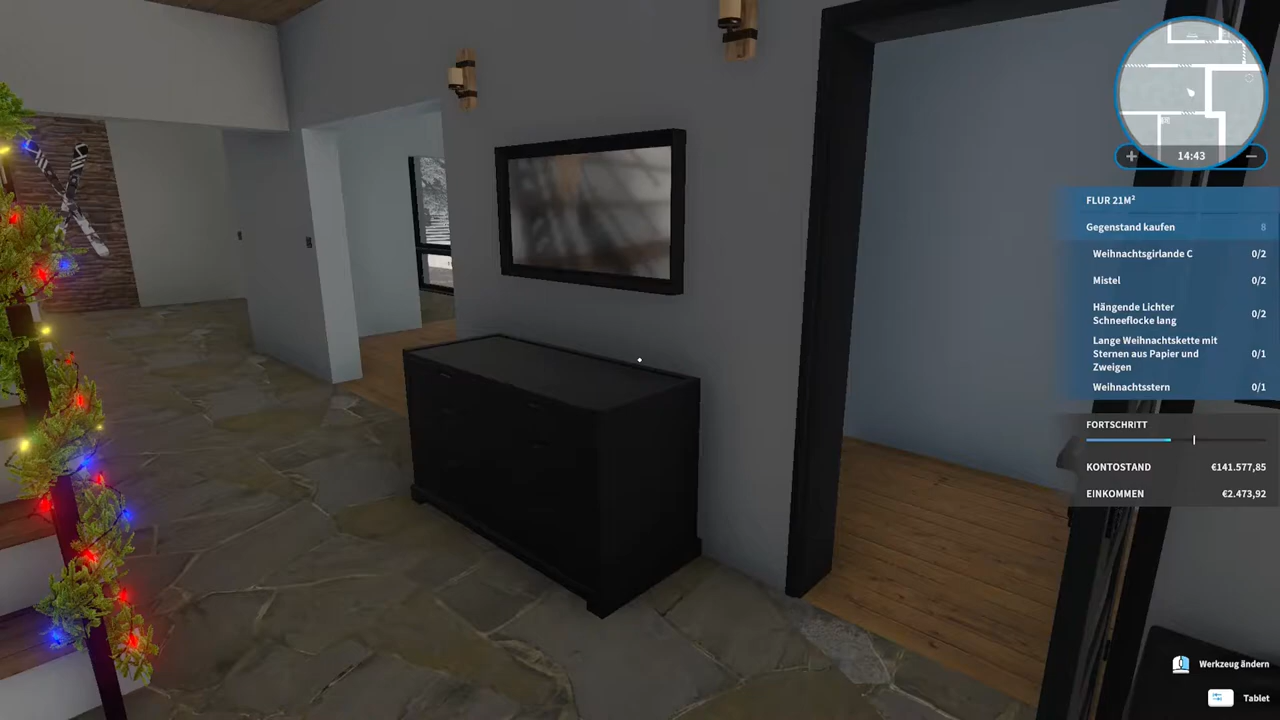 + 14:43 −
FLUR 21M²
Gegenstand kaufen 8
Weihnachtsgirlande C 0/2
Mistel 0/2
Hängende Lichter
Schneeflocke lang 0/2
Lange Weihnachtskette mit
Sternen aus Papier und 0/1
Zweigen
Weihnachtsstern 0/1
FORTSCHRITT
KONTOSTAND €141.577,85
EINKOMMEN €2.473,92
Werkzeug ändern
Tablet